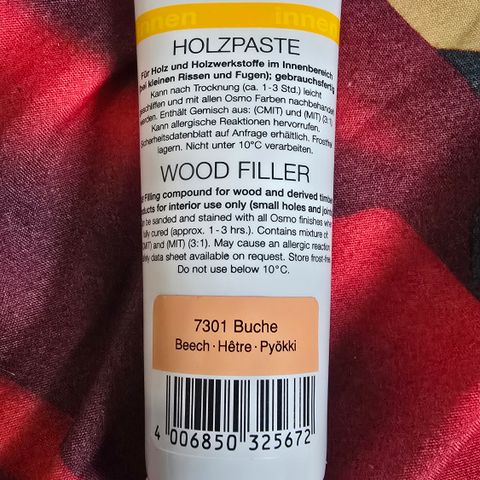 innen innen
HOLZPASTE
Für Holz und Holzwerkstoffe im Innenbereich
(bei kleinen Rissen und Fugen); gebrauchsfertig
Kann nach Trocknung (ca. 1-3 Std.) leicht
schliffen und mit allen Osmo Farben nachbehandel
werden. Enthält Gemisch aus: (CMIT) und (MIT) (3:1)
Kann allergische Reaktionen hervorrufen.
Sicherheitsdatenblatt auf Anfrage erhältlich. Frostfrei
lagern. Nicht unter 10°C verarbeiten.
WOOD FILLER
Filling compound for wood and derived timber
products for interior use only (small holes and joints
can be sanded and stained with all Osmo finishes whe
fully cured (approx. 1 - 3 hrs.). Contains mixture of
(CMIT) and (MIT) (3:1). May cause an allergic reaction
safety data sheet available on request. Store frost-free
Do not use below 10°C.
7301 Buche
Beech · Hêtre · Pyökki
4 006850 325672